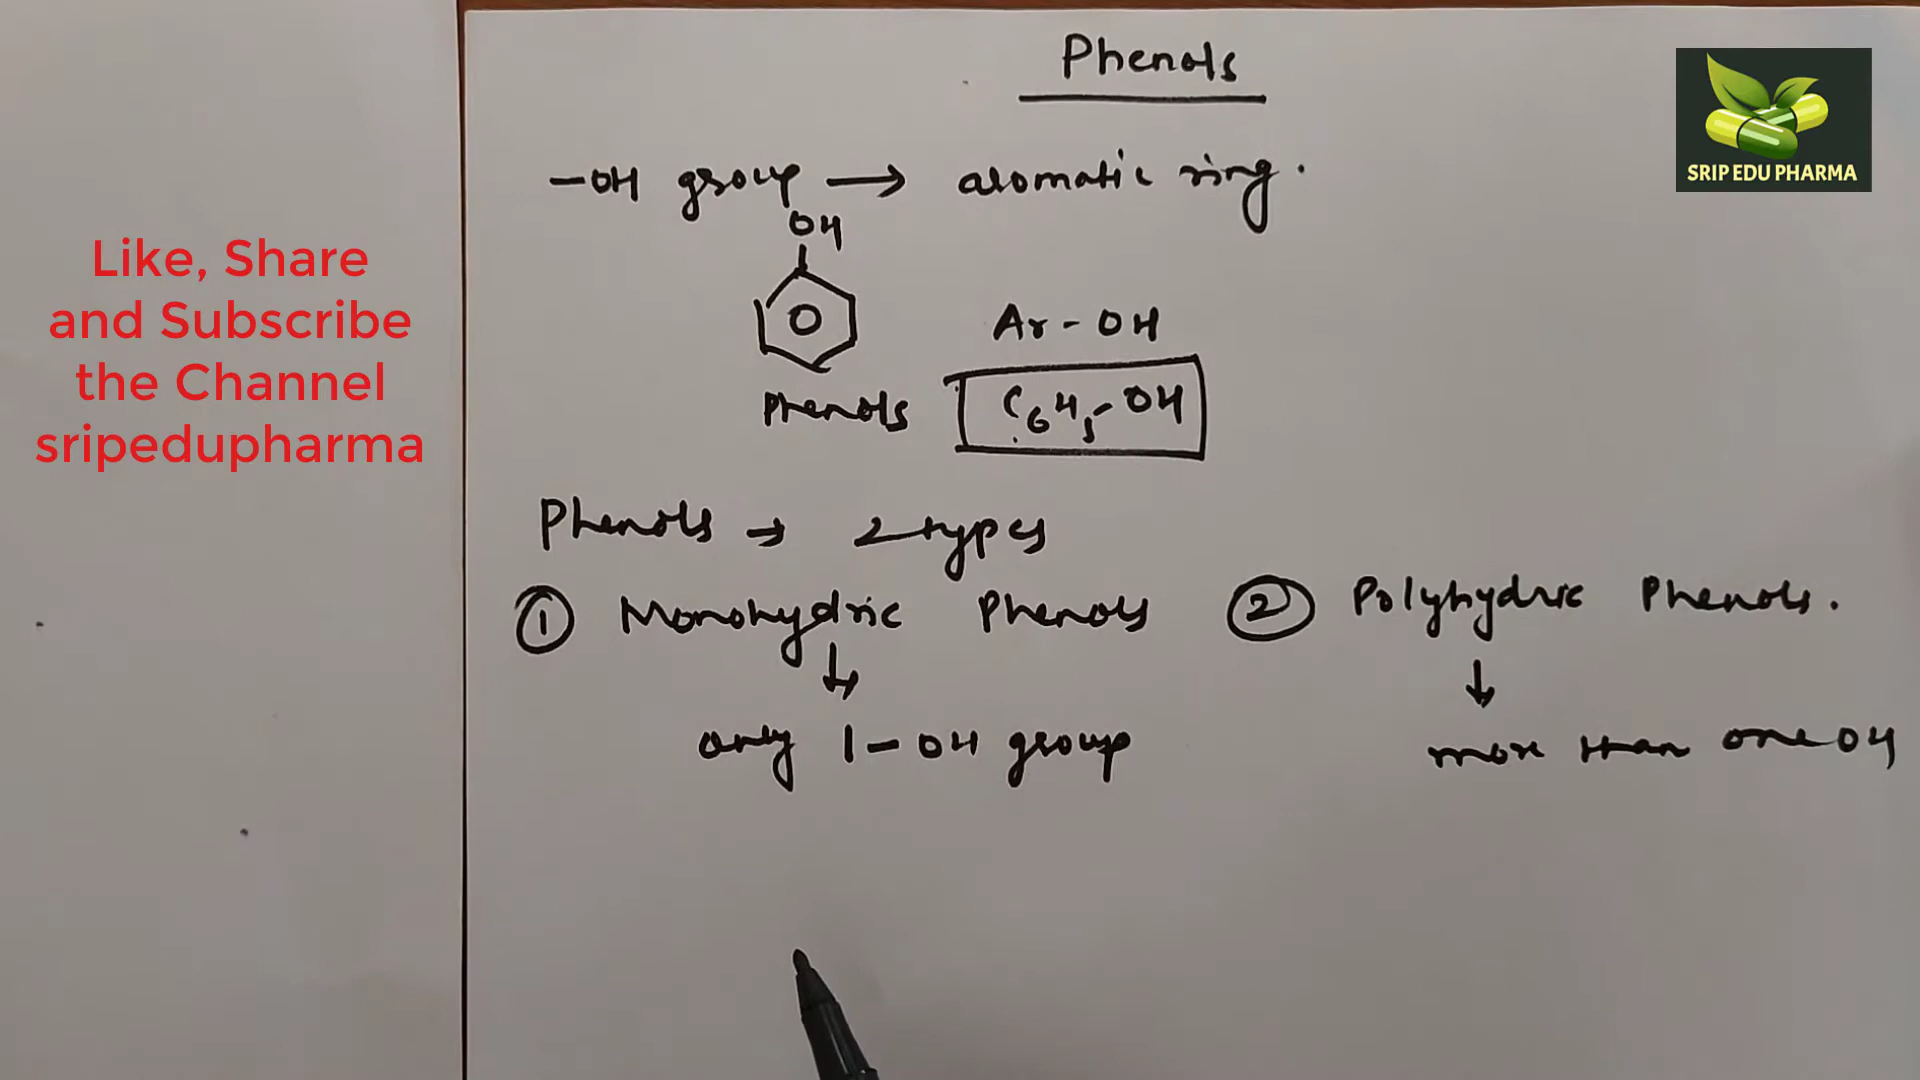 Phenols
-OH group → aromatic ring.
OH
Ar-OH
Phenols
C6H5-OH
Phenols → 2 types
① Monohydric Phenols
② Polyhydric Phenols.
↓
only 1-OH group
↓
more than one OH
Like, Share
and Subscribe
the Channel
sripedupharma
SRIP EDU PHARMA